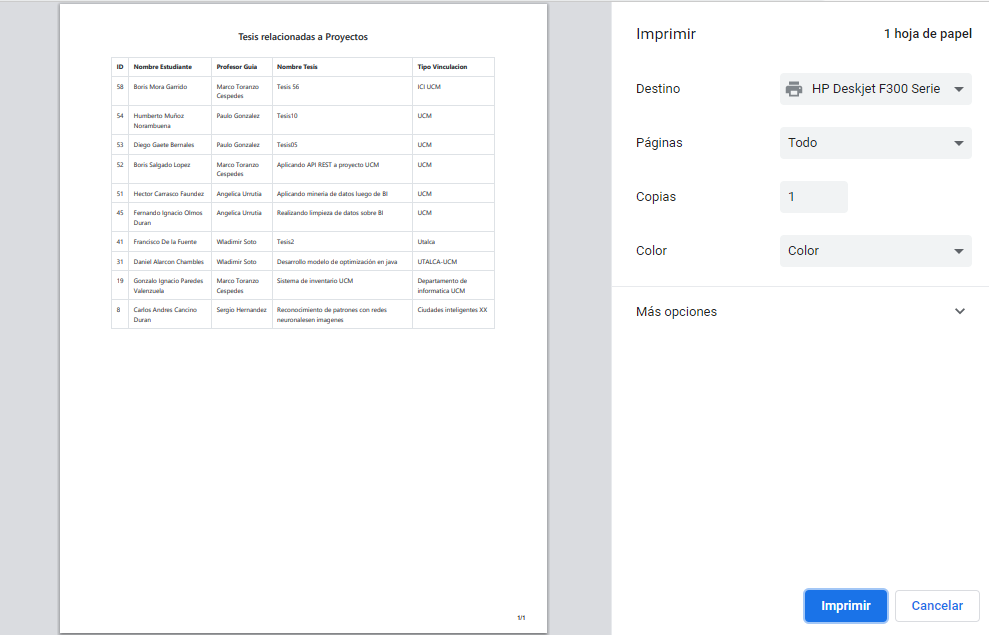 Tesis relacionadas a Proyectos
ID Nombre Estudiante Profesor Guia Nombre Tesis Tipo Vinculacion
58 Boris Mora Garrido Marco Toranzo Tesis 56 ICI UCM
Cespedes
54 Humberto Muñoz Paulo Gonzalez Tesis10 UCM
Norambuena
53 Diego Gaete Bernales Paulo Gonzalez Tesis05 UCM
52 Boris Salgado Lopez Marco Toranzo Aplicando API REST a proyecto UCM UCM
Cespedes
51 Hector Carrasco Faundez Angelica Urrutia Aplicando mineria de datos luego de BI UCM
45 Fernando Ignacio Olmos Angelica Urrutia Realizando limpieza de datos sobre BI UCM
Duran
41 Francisco De la Fuente Wladimir Soto Tesis2 Utalca
31 Daniel Alarcon Chambles Wladimir Soto Desarrollo modelo de optimización en java UTALCA-UCM
19 Gonzalo Ignacio Paredes Marco Toranzo Sistema de inventario UCM Departamento de
Valenzuela Cespedes informatica UCM
8 Carlos Andres Cancino Sergio Hernandez Reconocimiento de patrones con redes Ciudades inteligentes XX
Duran neuronalesen imagenes
1/1
Imprimir 1 hoja de papel
Destino HP Deskjet F300 Serie
Páginas Todo
Copias 1
Color Color
Más opciones
Imprimir Cancelar